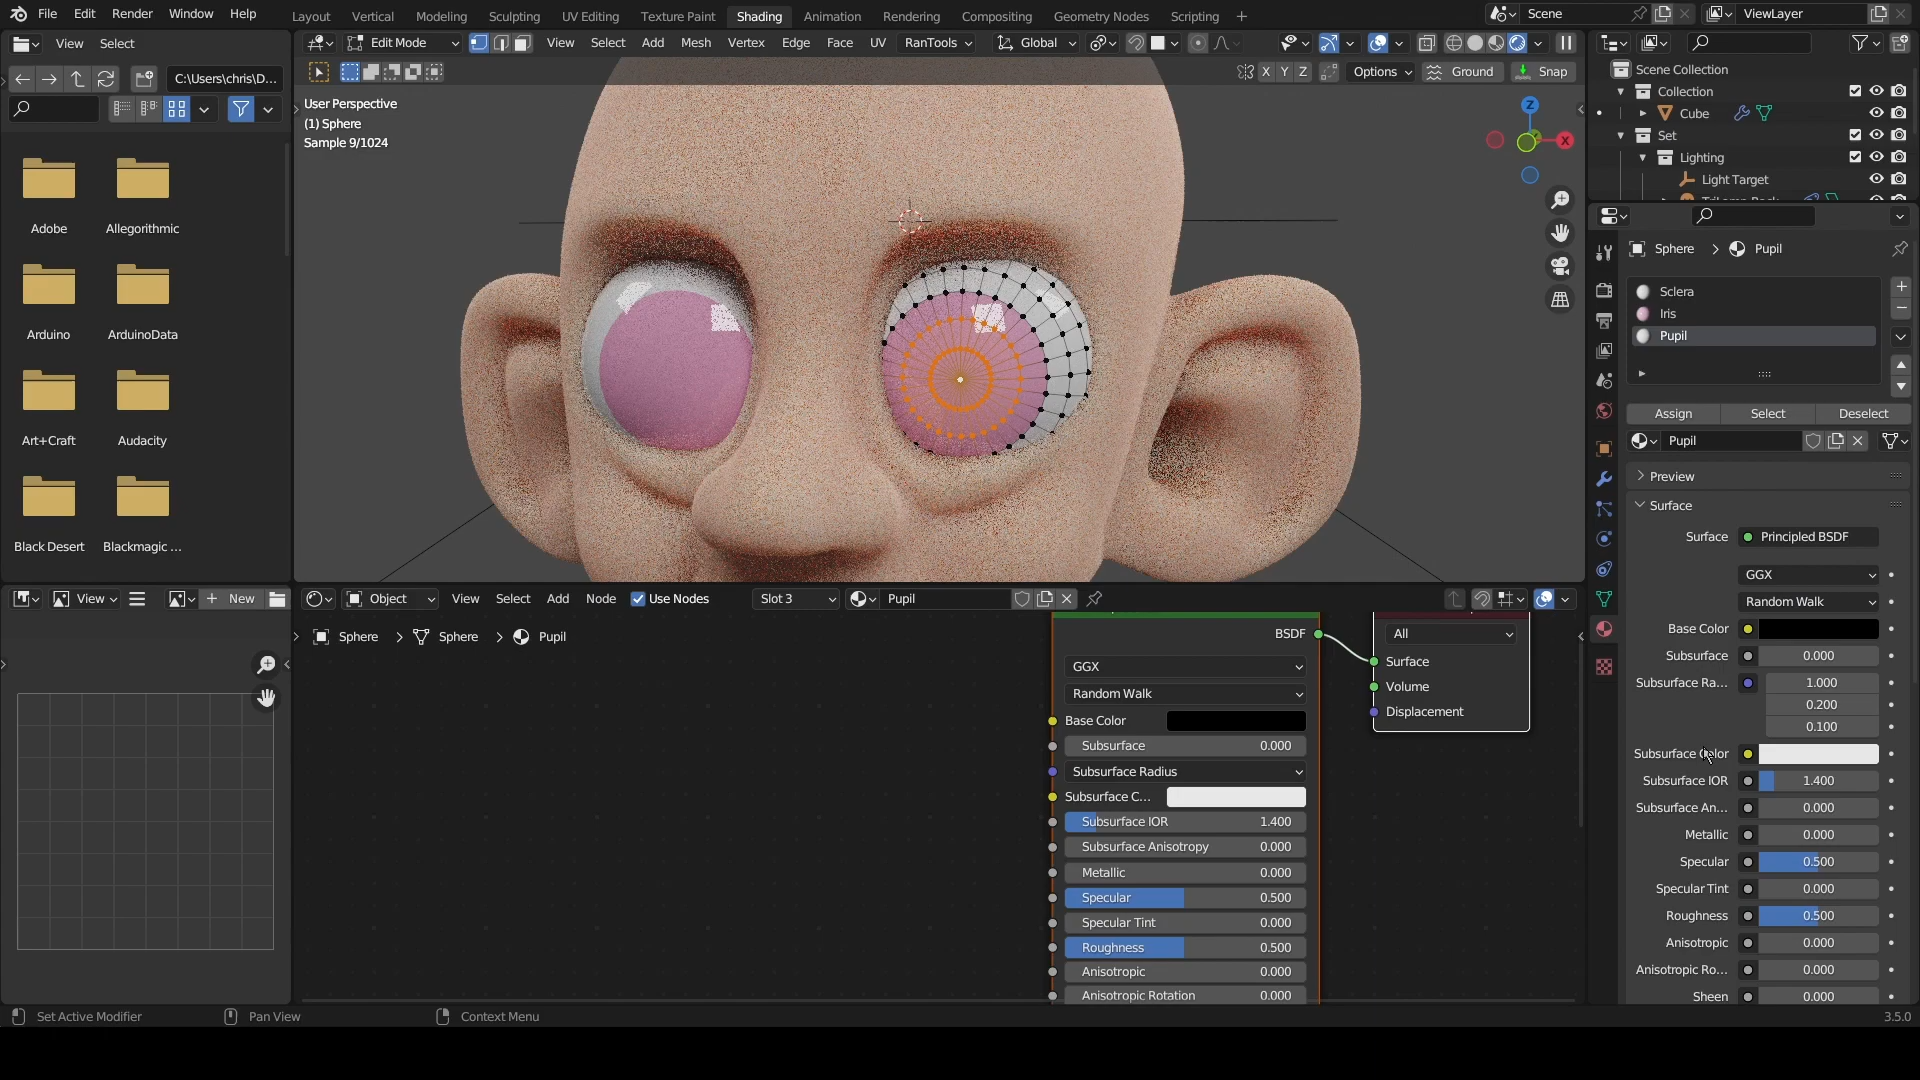 File Edit Render Window Help Layout Vertical Modeling Sculpting UV Editing Texture Paint Shading Animation Rendering Compositing Geometry Nodes Scripting + Scene ViewLayer
View Select Edit Mode View Select Add Mesh Vertex Edge Face UV RanTools Global
C:\Users\chris\D... X Y Z Options Ground Snap
User Perspective
(1) Sphere
Sample 9/1024
Z
X
Adobe Allegorithmic
Arduino ArduinoData
Art+Craft Audacity
Black Desert Blackmagic ...
Scene Collection
Collection
Cube
Set
Lighting
Light Target
Sphere > Pupil
Sclera
Iris
Pupil
Assign Select Deselect
Pupil
Preview
Surface
Surface Principled BSDF
GGX
Random Walk
Base Color
Subsurface 0.000
Subsurface Ra... 1.000
0.200
0.100
Subsurface Color
Subsurface IOR 1.400
Subsurface An... 0.000
Metallic 0.000
Specular 0.500
Specular Tint 0.000
Roughness 0.500
Anisotropic 0.000
Anisotropic Ro... 0.000
Sheen 0.000
View + New Object View Select Add Node Use Nodes Slot 3 Pupil
Sphere > Sphere > Pupil
BSDF
GGX
Random Walk
Base Color
Subsurface 0.000
Subsurface Radius
Subsurface C...
Subsurface IOR 1.400
Subsurface Anisotropy 0.000
Metallic 0.000
Specular 0.500
Specular Tint 0.000
Roughness 0.500
Anisotropic 0.000
Anisotropic Rotation 0.000
All
Surface
Volume
Displacement
Set Active Modifier Pan View Context Menu 3.5.0